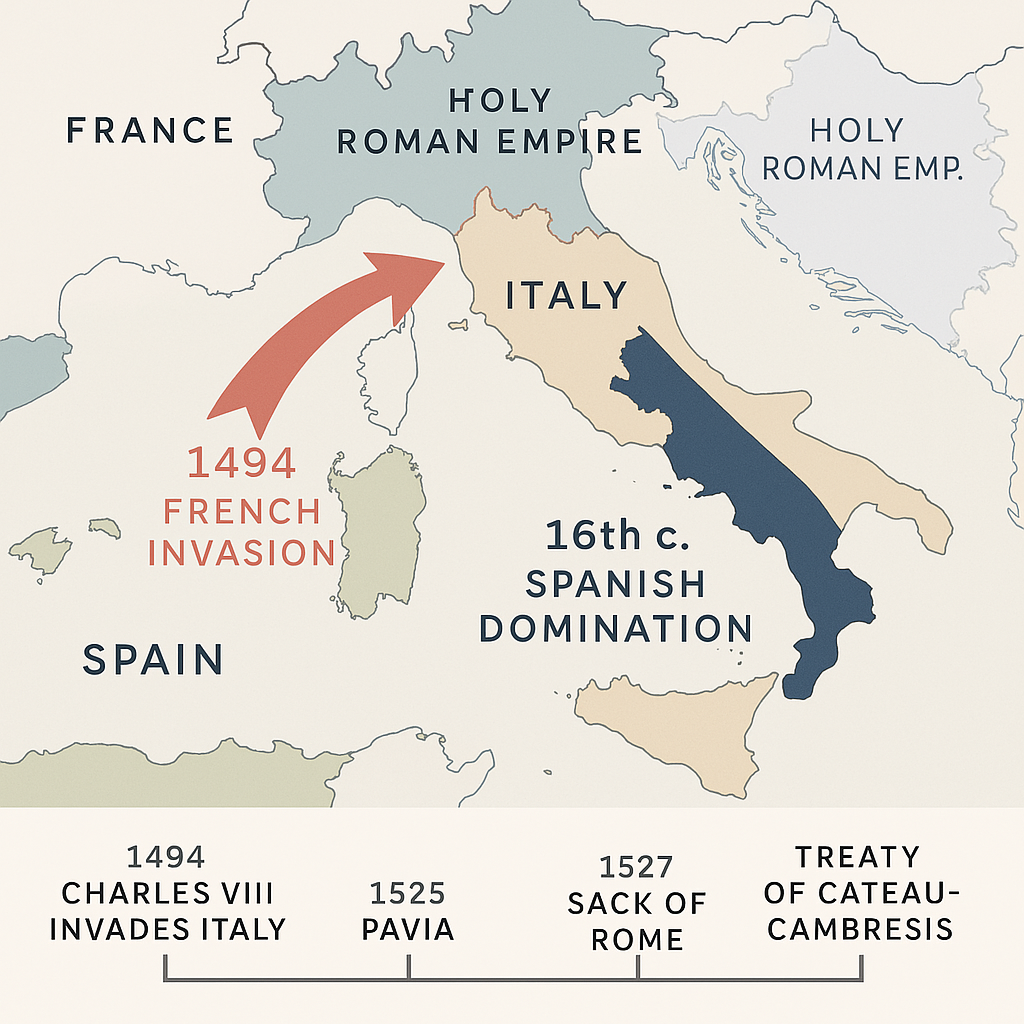 HOLY
ROMAN EMPIRE
FRANCE
HOLY
ROMAN EMP.
ITALY
1494
FRENCH
INVASION
16th c.
SPANISH
DOMINATION
SPAIN
1494
CHARLES VIII
INVADES ITALY
1525
PAVIA
1527
SACK OF
ROME
TREATY
OF CATEAU-
CAMBRESIS